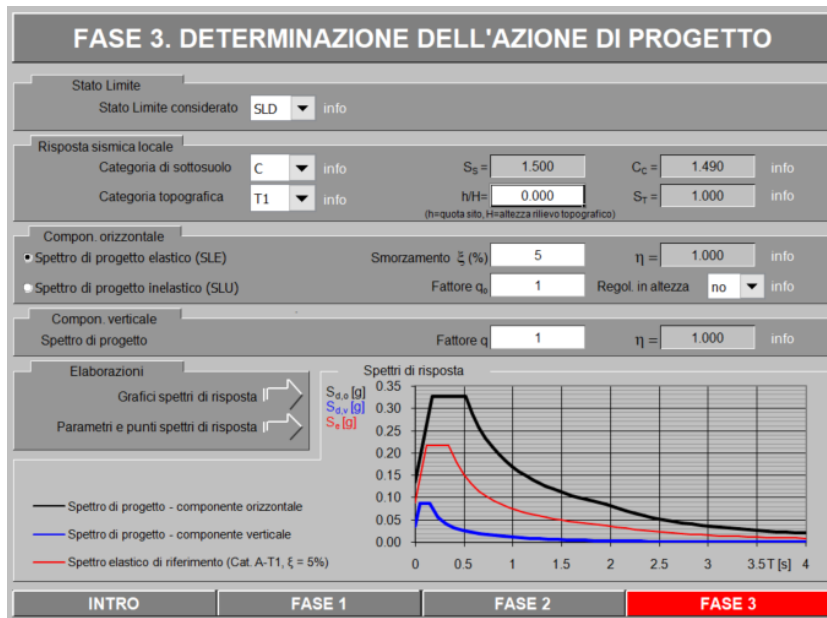 FASE 3. DETERMINAZIONE DELL'AZIONE DI PROGETTO
Stato Limite
Stato Limite considerato SLD info
Risposta sismica locale
Categoria di sottosuolo C info SS = 1.500 CC = 1.490 info
Categoria topografica T1 info h/H= 0.000 ST = 1.000 info
(h=quota sito, H=altezza rilievo topografico)
Compon. orizzontale
Spettro di progetto elastico (SLE) Smorzamento ξ (%) 5 η = 1.000 info
Spettro di progetto inelastico (SLU) Fattore qo 1 Regol. in altezza no info
Compon. verticale
Spettro di progetto Fattore q 1 η = 1.000 info
Elaborazioni
Grafici spettri di risposta
Parametri e punti spettri di risposta
Spettri di risposta
Sd,o [g]
Sd,v [g]
Se [g]
0.35
0.30
0.25
0.20
0.15
0.10
0.05
0.00
0 0.5 1 1.5 2 2.5 3 3.5 T [s] 4
Spettro di progetto - componente orizzontale
Spettro di progetto - componente verticale
Spettro elastico di riferimento (Cat. A-T1, ξ = 5%)
INTRO FASE 1 FASE 2 FASE 3